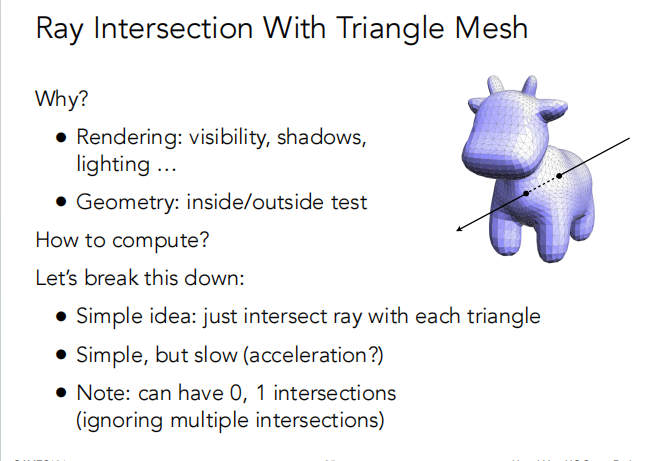 Ray Intersection With Triangle Mesh
Why?
• Rendering: visibility, shadows,
lighting …
• Geometry: inside/outside test
How to compute?
Let’s break this down:
• Simple idea: just intersect ray with each triangle
• Simple, but slow (acceleration?)
• Note: can have 0, 1 intersections
(ignoring multiple intersections)